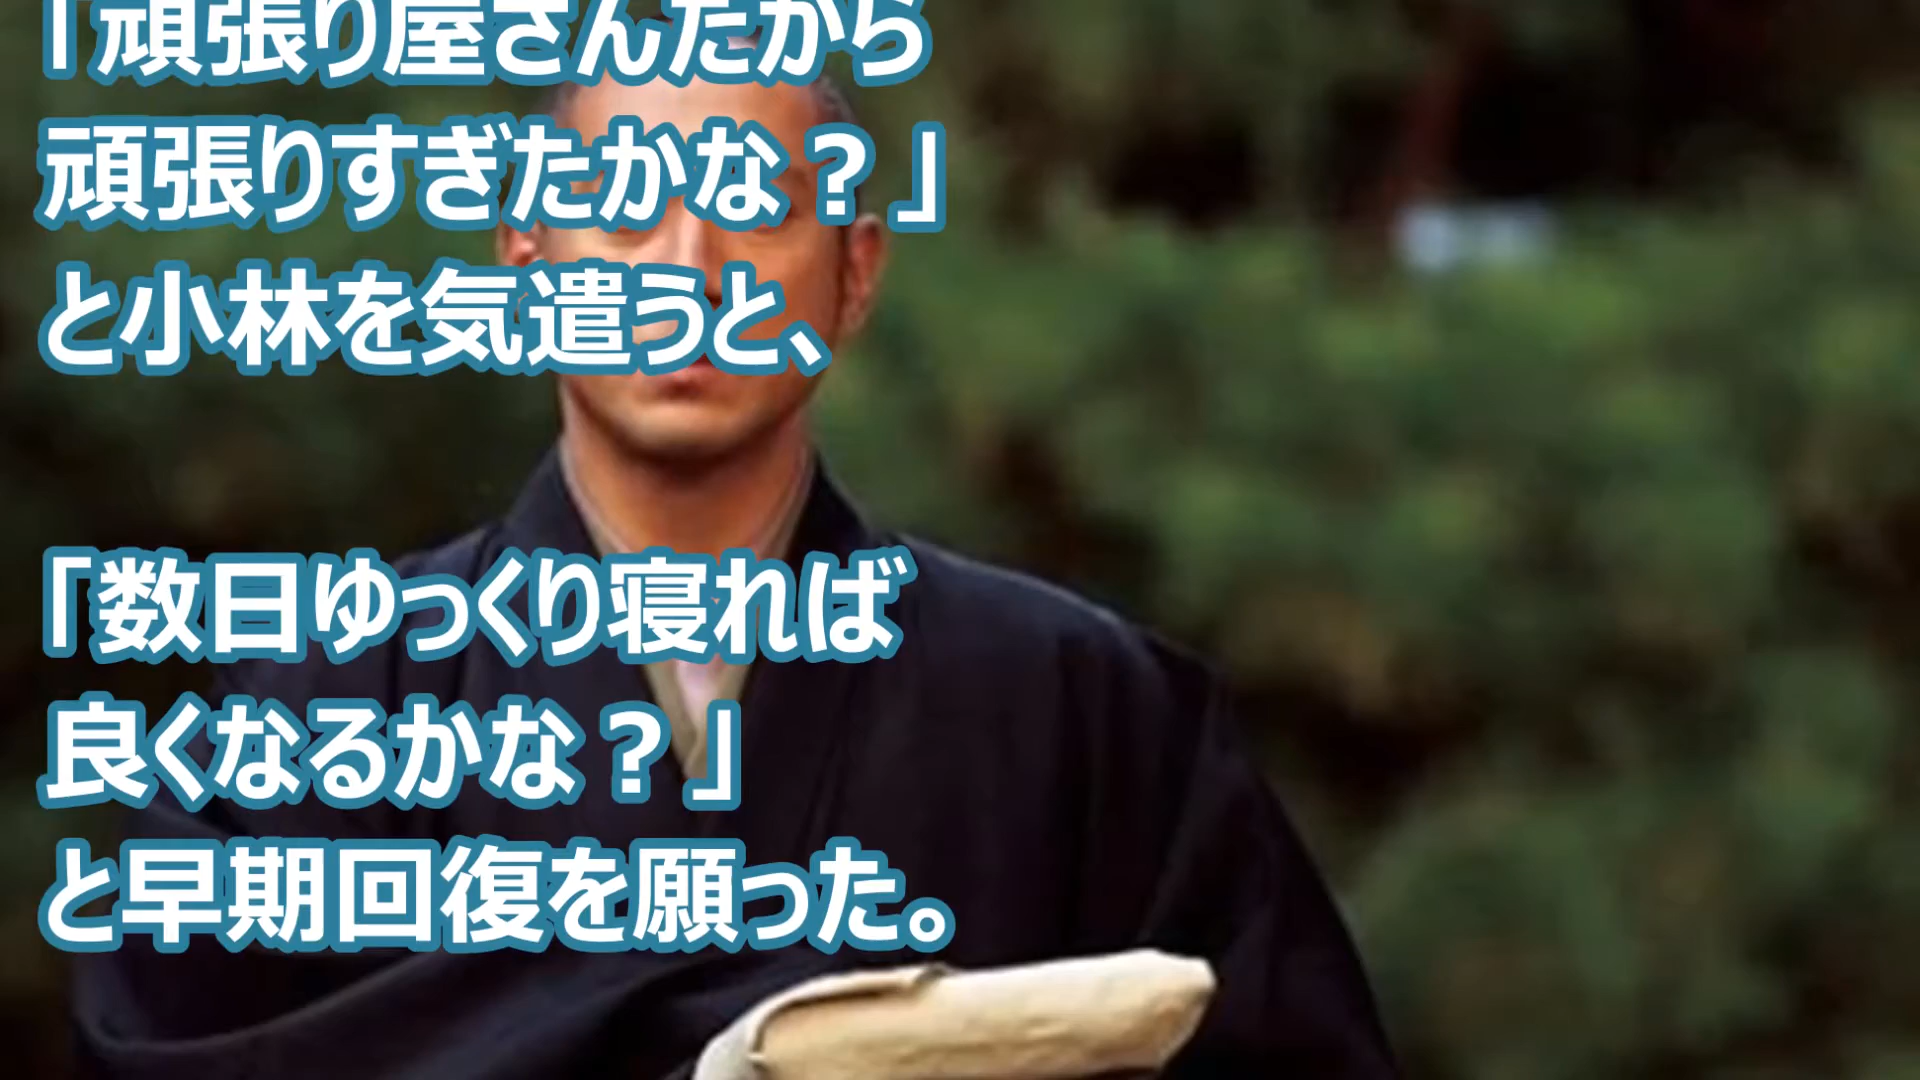 「頑張り屋さんだから
頑張りすぎたかな？」
と小林を気遣うと、
「数日ゆっくり寝れば
良くなるかな？」
と早期回復を願った。